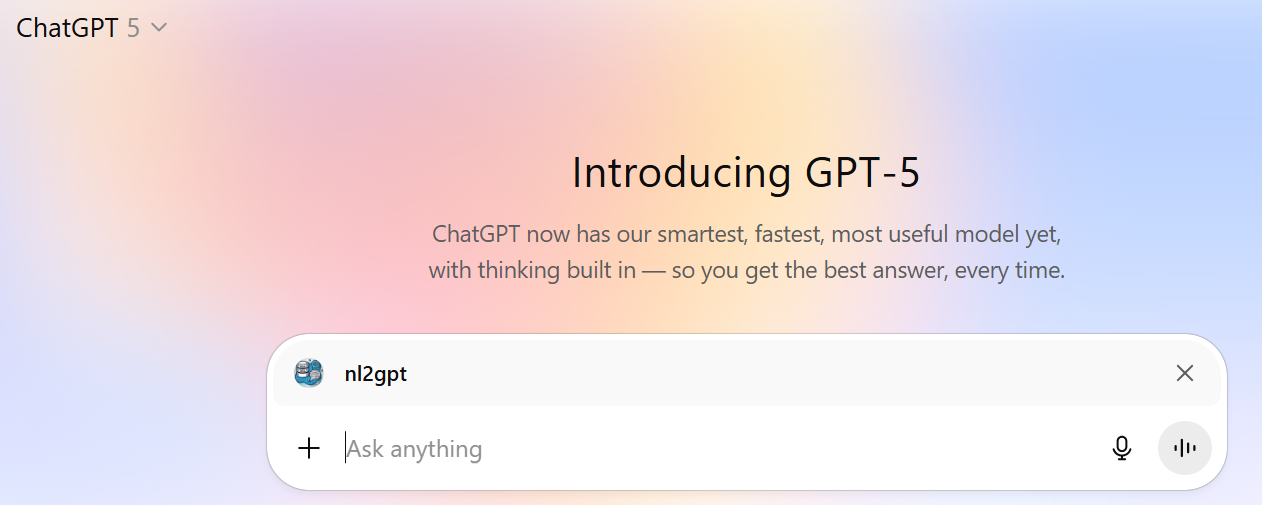 ChatGPT 5
Introducing GPT-5
ChatGPT now has our smartest, fastest, most useful model yet,
with thinking built in — so you get the best answer, every time.
nl2gpt
Ask anything